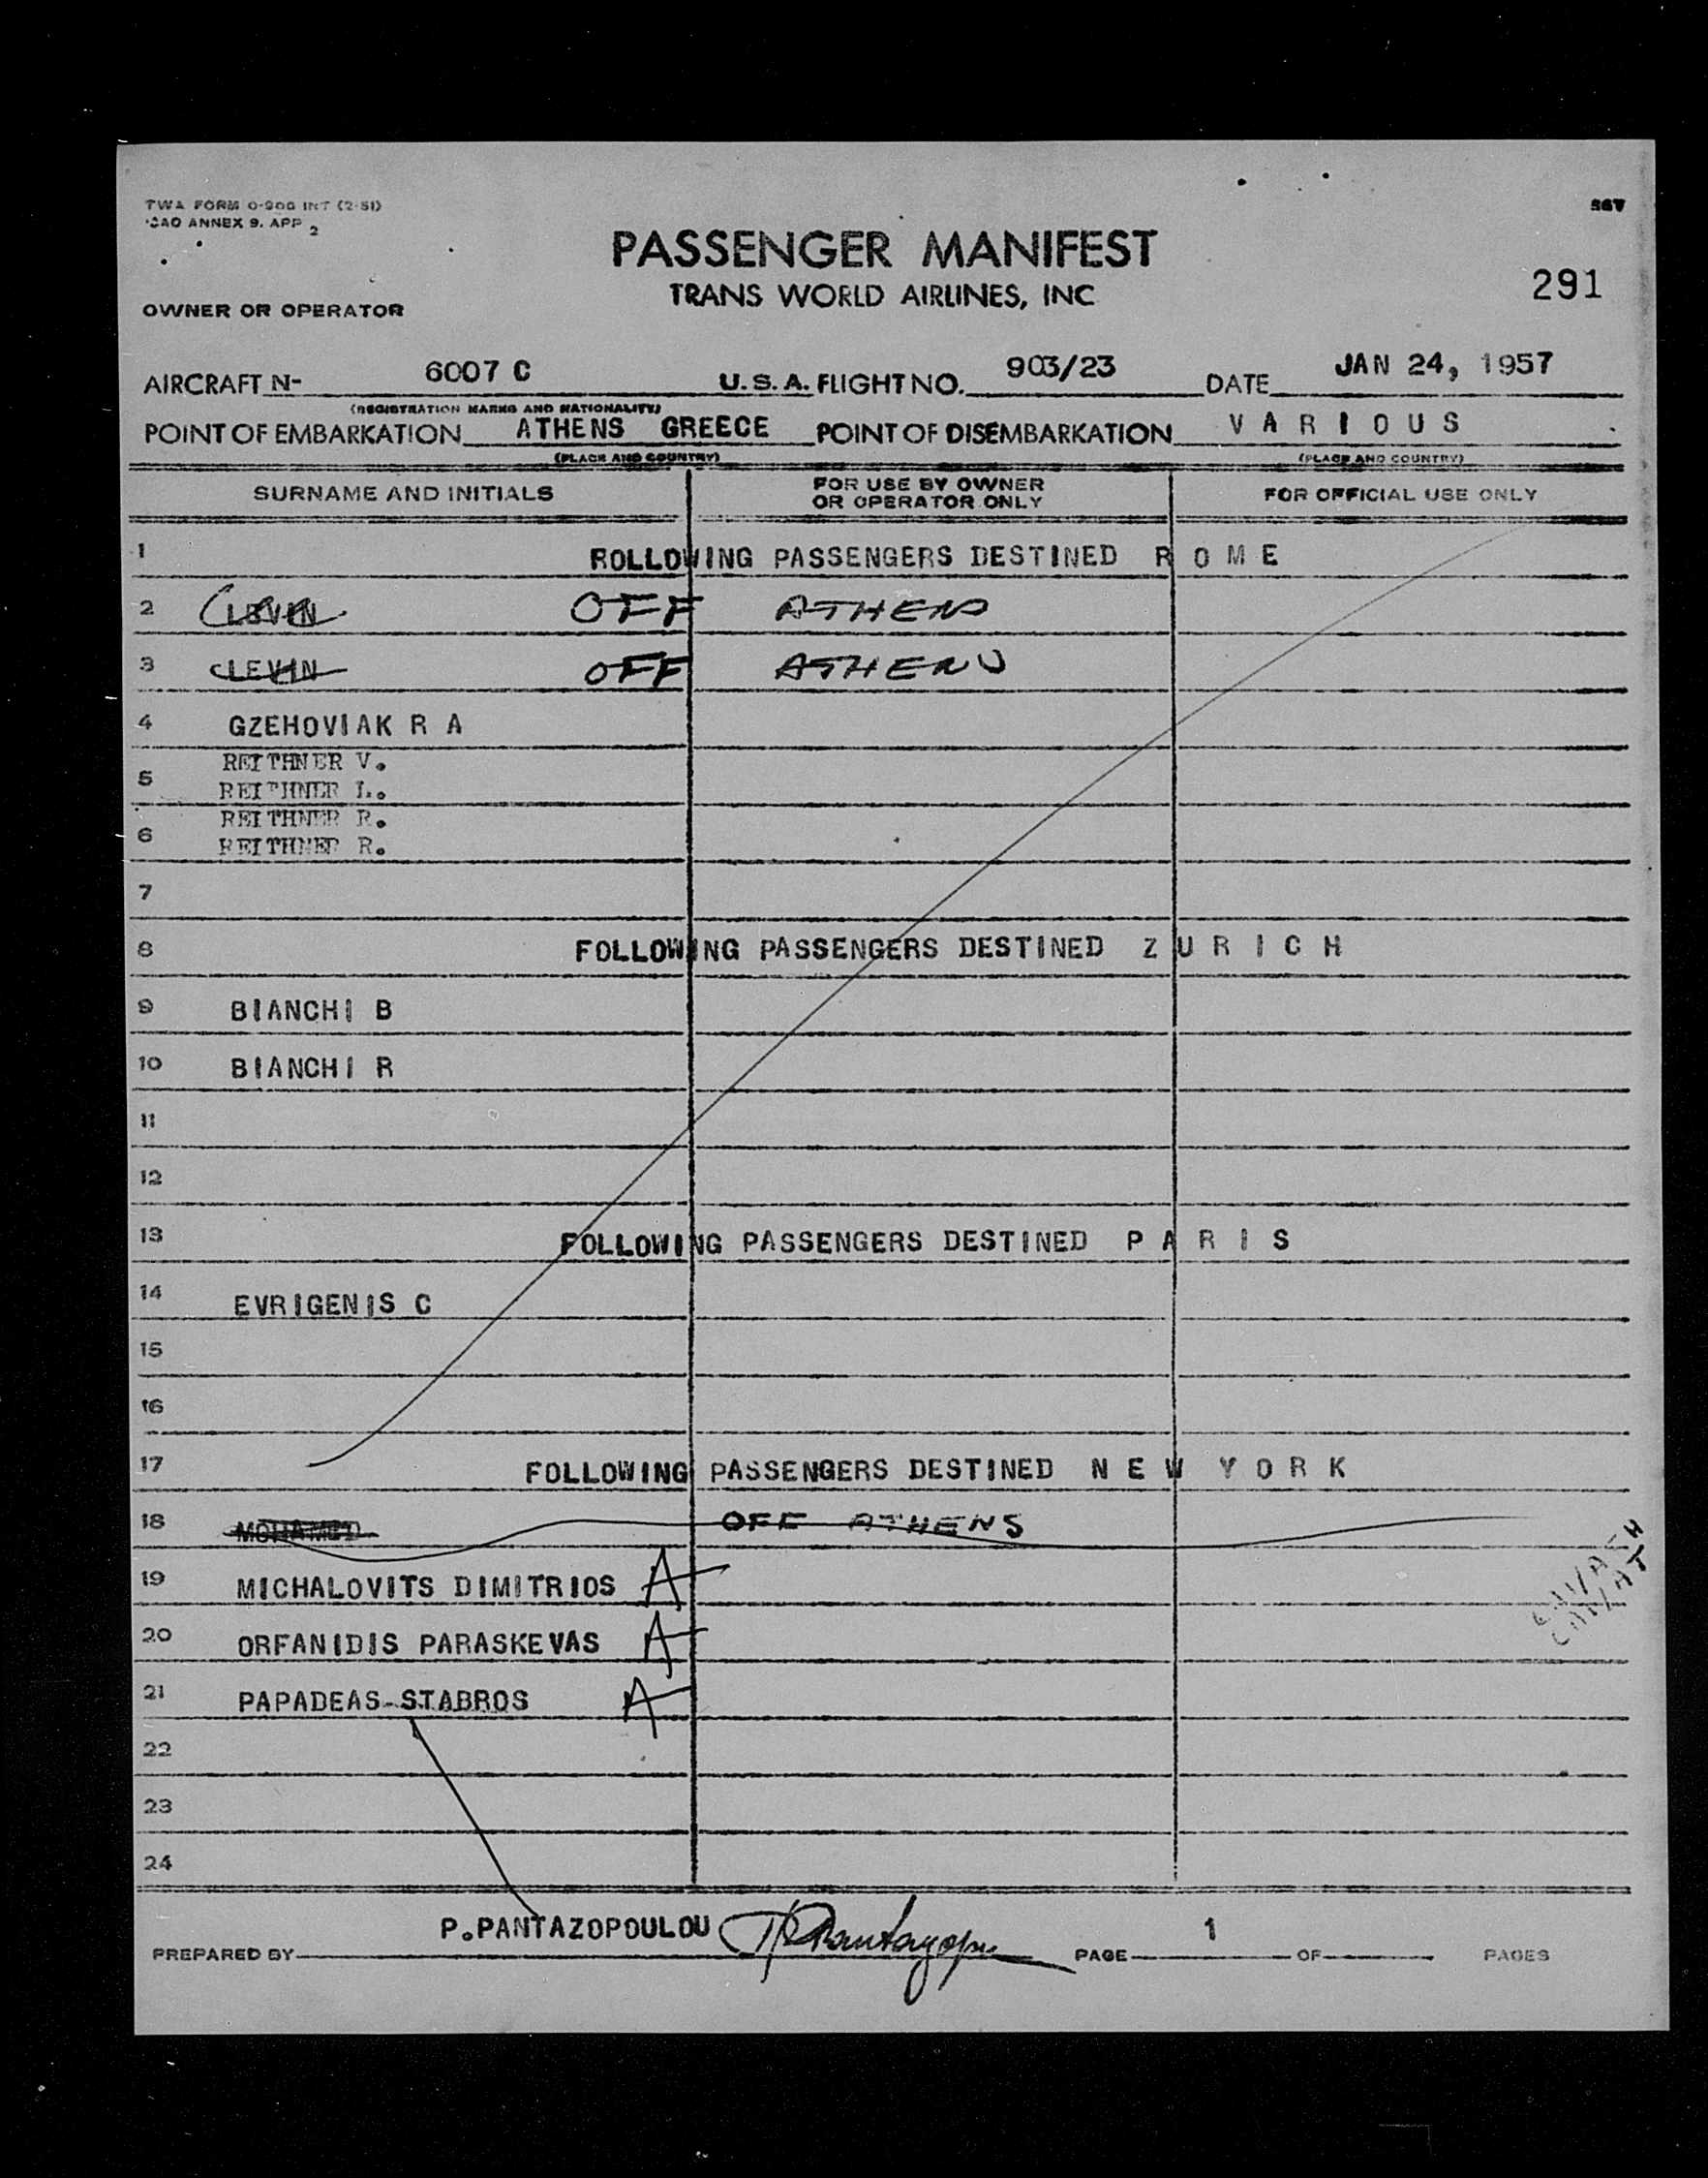 TWA FORM O-900 INT (2-51)
ICAO ANNEX 9. APP 2
PASSENGER MANIFEST
TRANS WORLD AIRLINES, INC
291
OWNER OR OPERATOR
AIRCRAFT N- 6007 C U.S.A. FLIGHT NO. 903/23 DATE JAN 24, 1957
(REGISTRATION MARKS AND NATIONALITY)
POINT OF EMBARKATION ATHENS GREECE POINT OF DISEMBARKATION VARIOUS
(PLACE AND COUNTRY) (PLACE AND COUNTRY)
SURNAME AND INITIALS FOR USE BY OWNER OR OPERATOR ONLY FOR OFFICIAL USE ONLY
1 FOLLOWING PASSENGERS DESTINED ROME
2 LEVIN OFF ATHENS
3 LEVIN OFF ATHENS
4 GZEHOVIAK R A
REITHNER V.
5 REITHNER L.
REITHNER R.
6 REITHNER R.
7
8 FOLLOWING PASSENGERS DESTINED ZURICH
9 BIANCHI B
10 BIANCHI R
11
12
13 FOLLOWING PASSENGERS DESTINED PARIS
14 EVRIGENIS C
15
16
17 FOLLOWING PASSENGERS DESTINED NEW YORK
18 MOHAMED OFF ATHENS
19 MICHALOVITS DIMITRIOS A
20 ORFANIDIS PARASKEVAS A
21 PAPADEAS-STABROS A
22
23
24
PREPARED BY P.PANTAZOPOULOU PAGE 1 OF PAGES